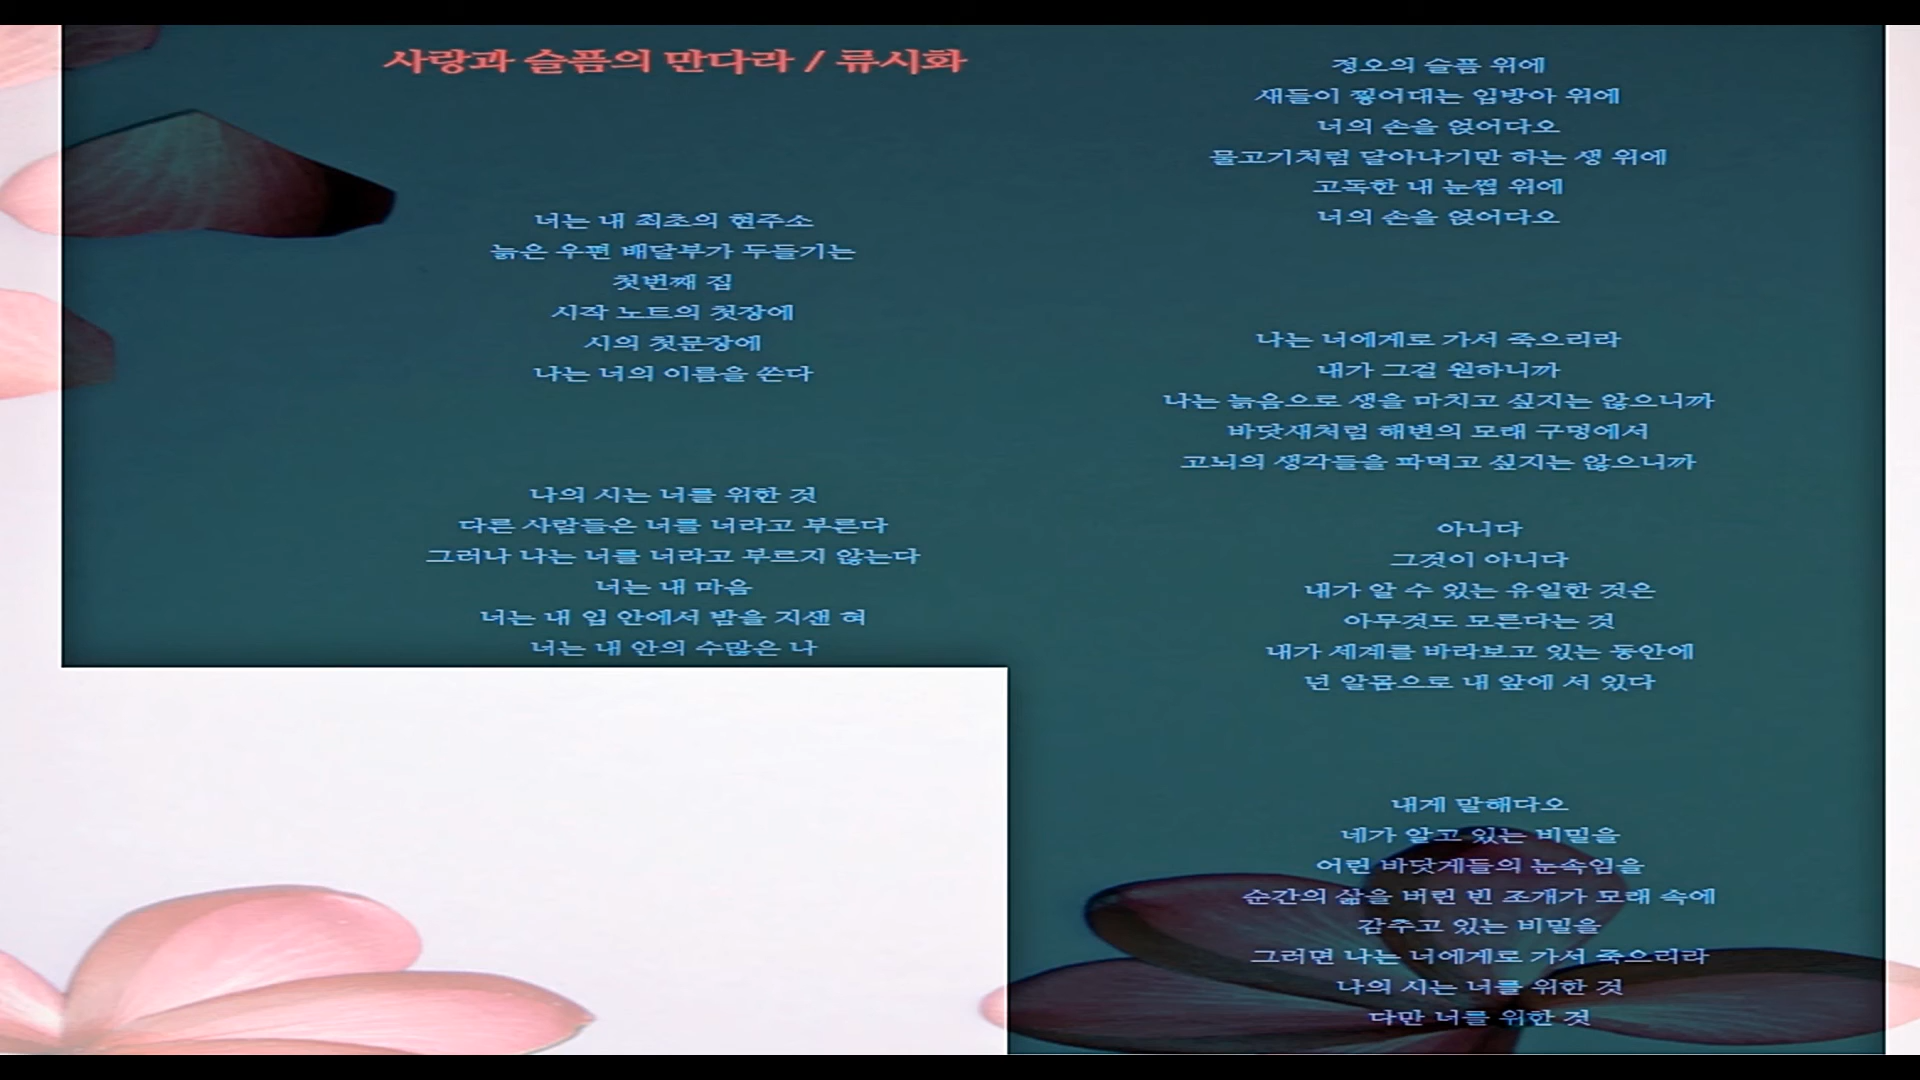 사랑과 슬픔의 만다라 / 류시화
너는 내 최초의 현주소
늙은 우편 배달부가 두들기는
첫번째 집
시작 노트의 첫장에
시의 첫문장에
나는 너의 이름을 쓴다
나의 시는 너를 위한 것
다른 사람들은 너를 너라고 부른다
그러나 나는 너를 너라고 부르지 않는다
너는 내 마음
너는 내 입 안에서 밤을 지샌 혀
너는 내 안의 수많은 나
정오의 슬픔 위에
새들이 찧어대는 입방아 위에
너의 손을 얹어다오
물고기처럼 달아나기만 하는 생 위에
고독한 내 눈썹 위에
너의 손을 얹어다오
나는 너에게로 가서 죽으리라
내가 그걸 원하니까
나는 늙음으로 생을 마치고 싶지는 않으니까
바닷새처럼 해변의 모래 구멍에서
고뇌의 생각들을 파먹고 싶지는 않으니까
아니다
그것이 아니다
내가 알 수 있는 유일한 것은
아무것도 모른다는 것
내가 세계를 바라보고 있는 동안에
넌 알몸으로 내 앞에 서 있다
내게 말해다오
네가 알고 있는 비밀을
어린 바닷게들의 눈속임을
순간의 삶을 버린 빈 조개가 모래 속에
감추고 있는 비밀을
그러면 나는 너에게로 가서 죽으리라
나의 시는 너를 위한 것
다만 너를 위한 것